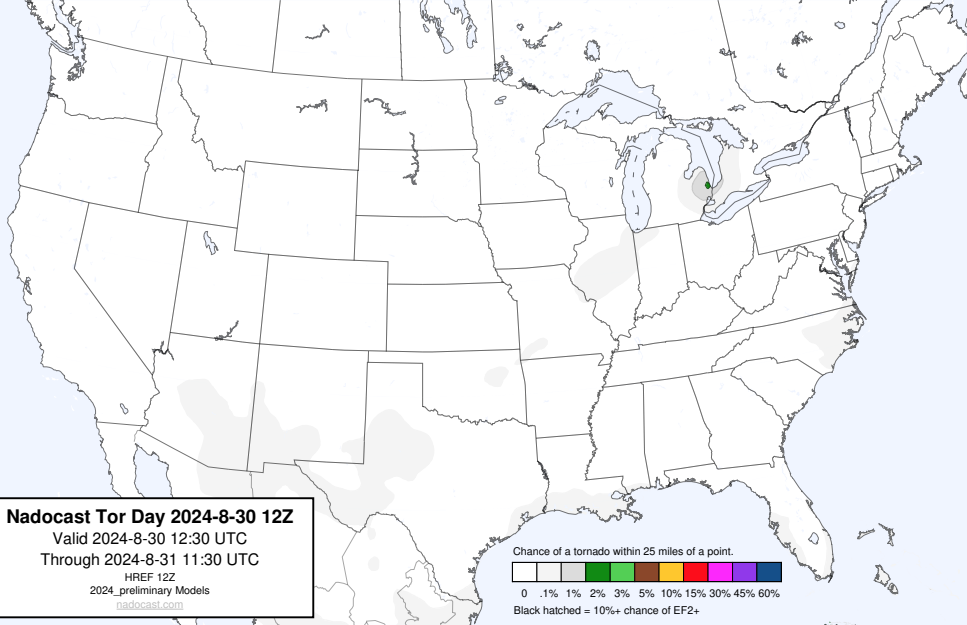 Nadocast Tor Day 2024-8-30 12Z
Valid 2024-8-30 12:30 UTC
Through 2024-8-31 11:30 UTC
HREF 12Z
2024_preliminary Models
nadocast.com
Chance of a tornado within 25 miles of a point.
0 .1% 1% 2% 3% 5% 10% 15% 30% 45% 60%
Black hatched = 10%+ chance of EF2+